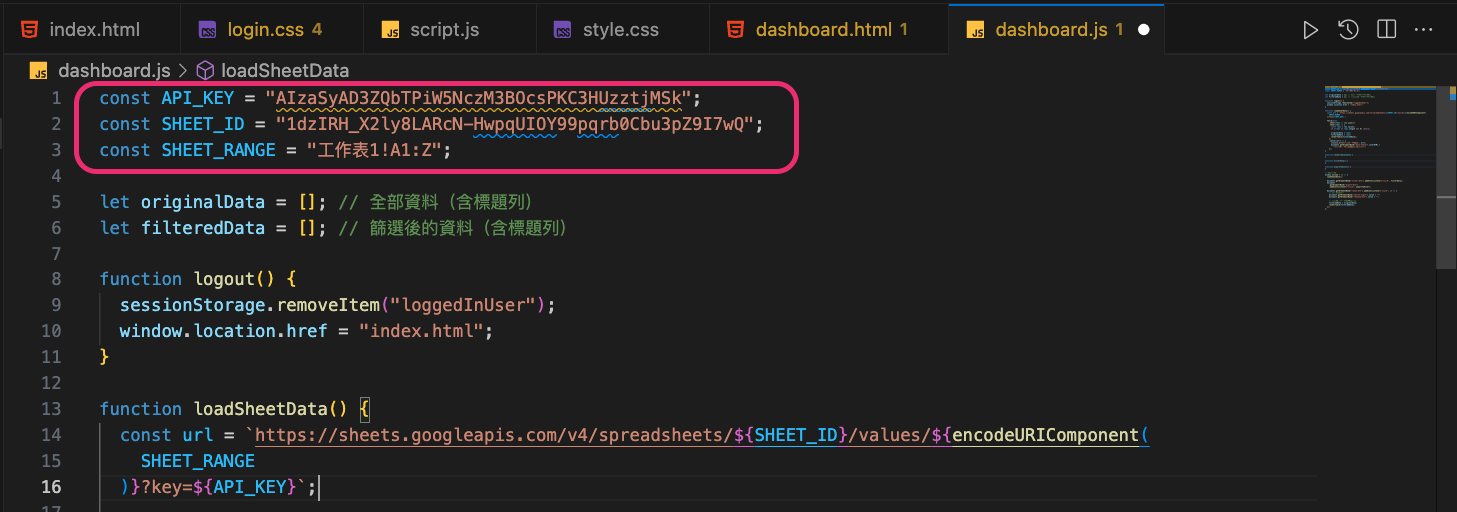 index.html login.css 4 script.js style.css dashboard.html 1 dashboard.js 1
dashboard.js > loadSheetData
1 const API_KEY = "AIzaSyAD3ZQbTPiW5NczM3BOcsPKC3HUzztjMSk";
2 const SHEET_ID = "1dzIRH_X2ly8LARcN-HwpqUIOY99pqrb0Cbu3pZ9I7wQ";
3 const SHEET_RANGE = "工作表1!A1:Z";
4
5 let originalData = []; // 全部資料（含標題列）
6 let filteredData = []; // 篩選後的資料（含標題列）
7
8 function logout() {
9 sessionStorage.removeItem("loggedInUser");
10 window.location.href = "index.html";
11 }
12
13 function loadSheetData() {
14 const url = `https://sheets.googleapis.com/v4/spreadsheets/${SHEET_ID}/values/${encodeURIComponent(
15 SHEET_RANGE
16 )}?key=${API_KEY}`;
17